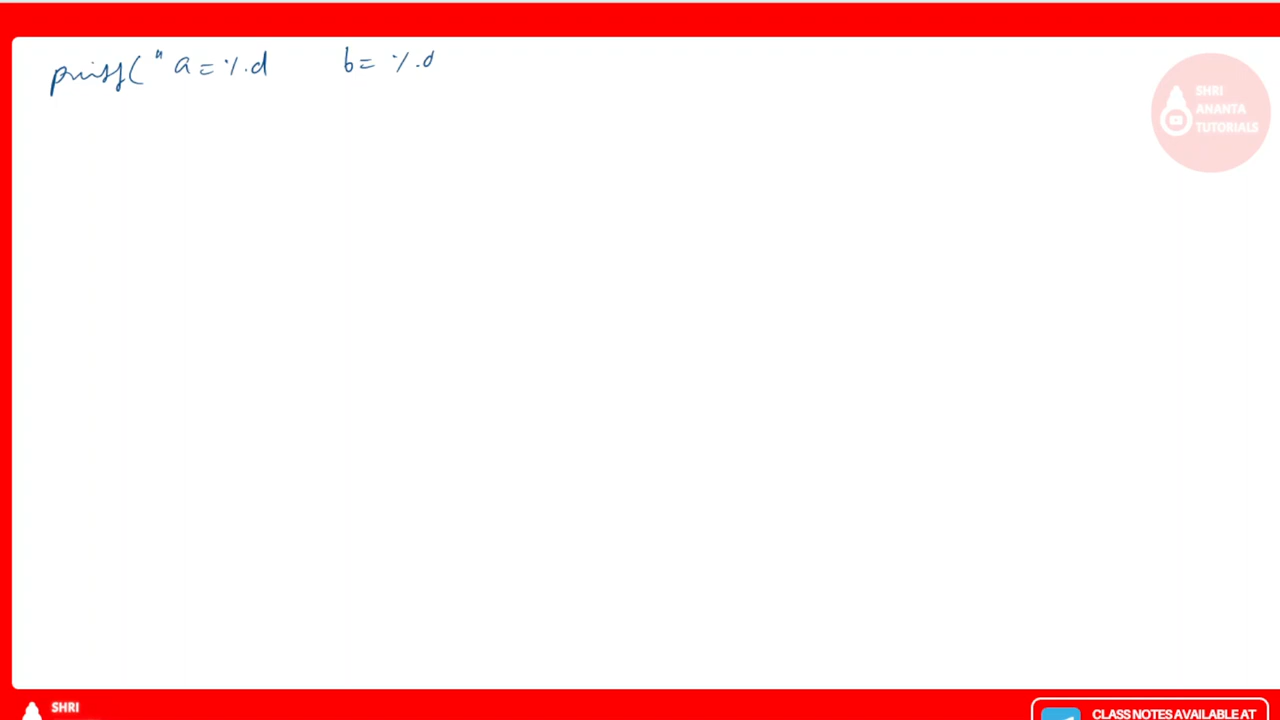 printf( " a = %d b = %d
SHRI
ANANTA
TUTORIALS
SHRI
CLASS NOTES AVAILABLE AT